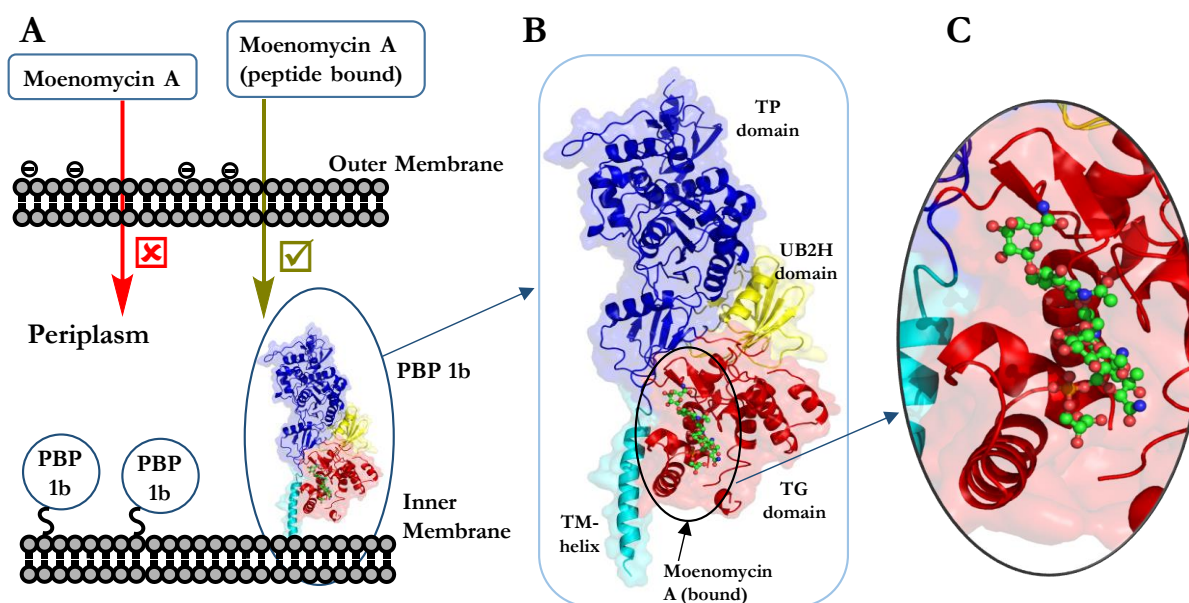 A
Moenomycin A
Moenomycin A
(peptide bound)
Outer Membrane
Periplasm
PBP 1b
PBP
1b
PBP
1b
Inner
Membrane
B
TP
domain
UB2H
domain
TG
domain
TM-
helix
Moenomycin
A (bound)
C